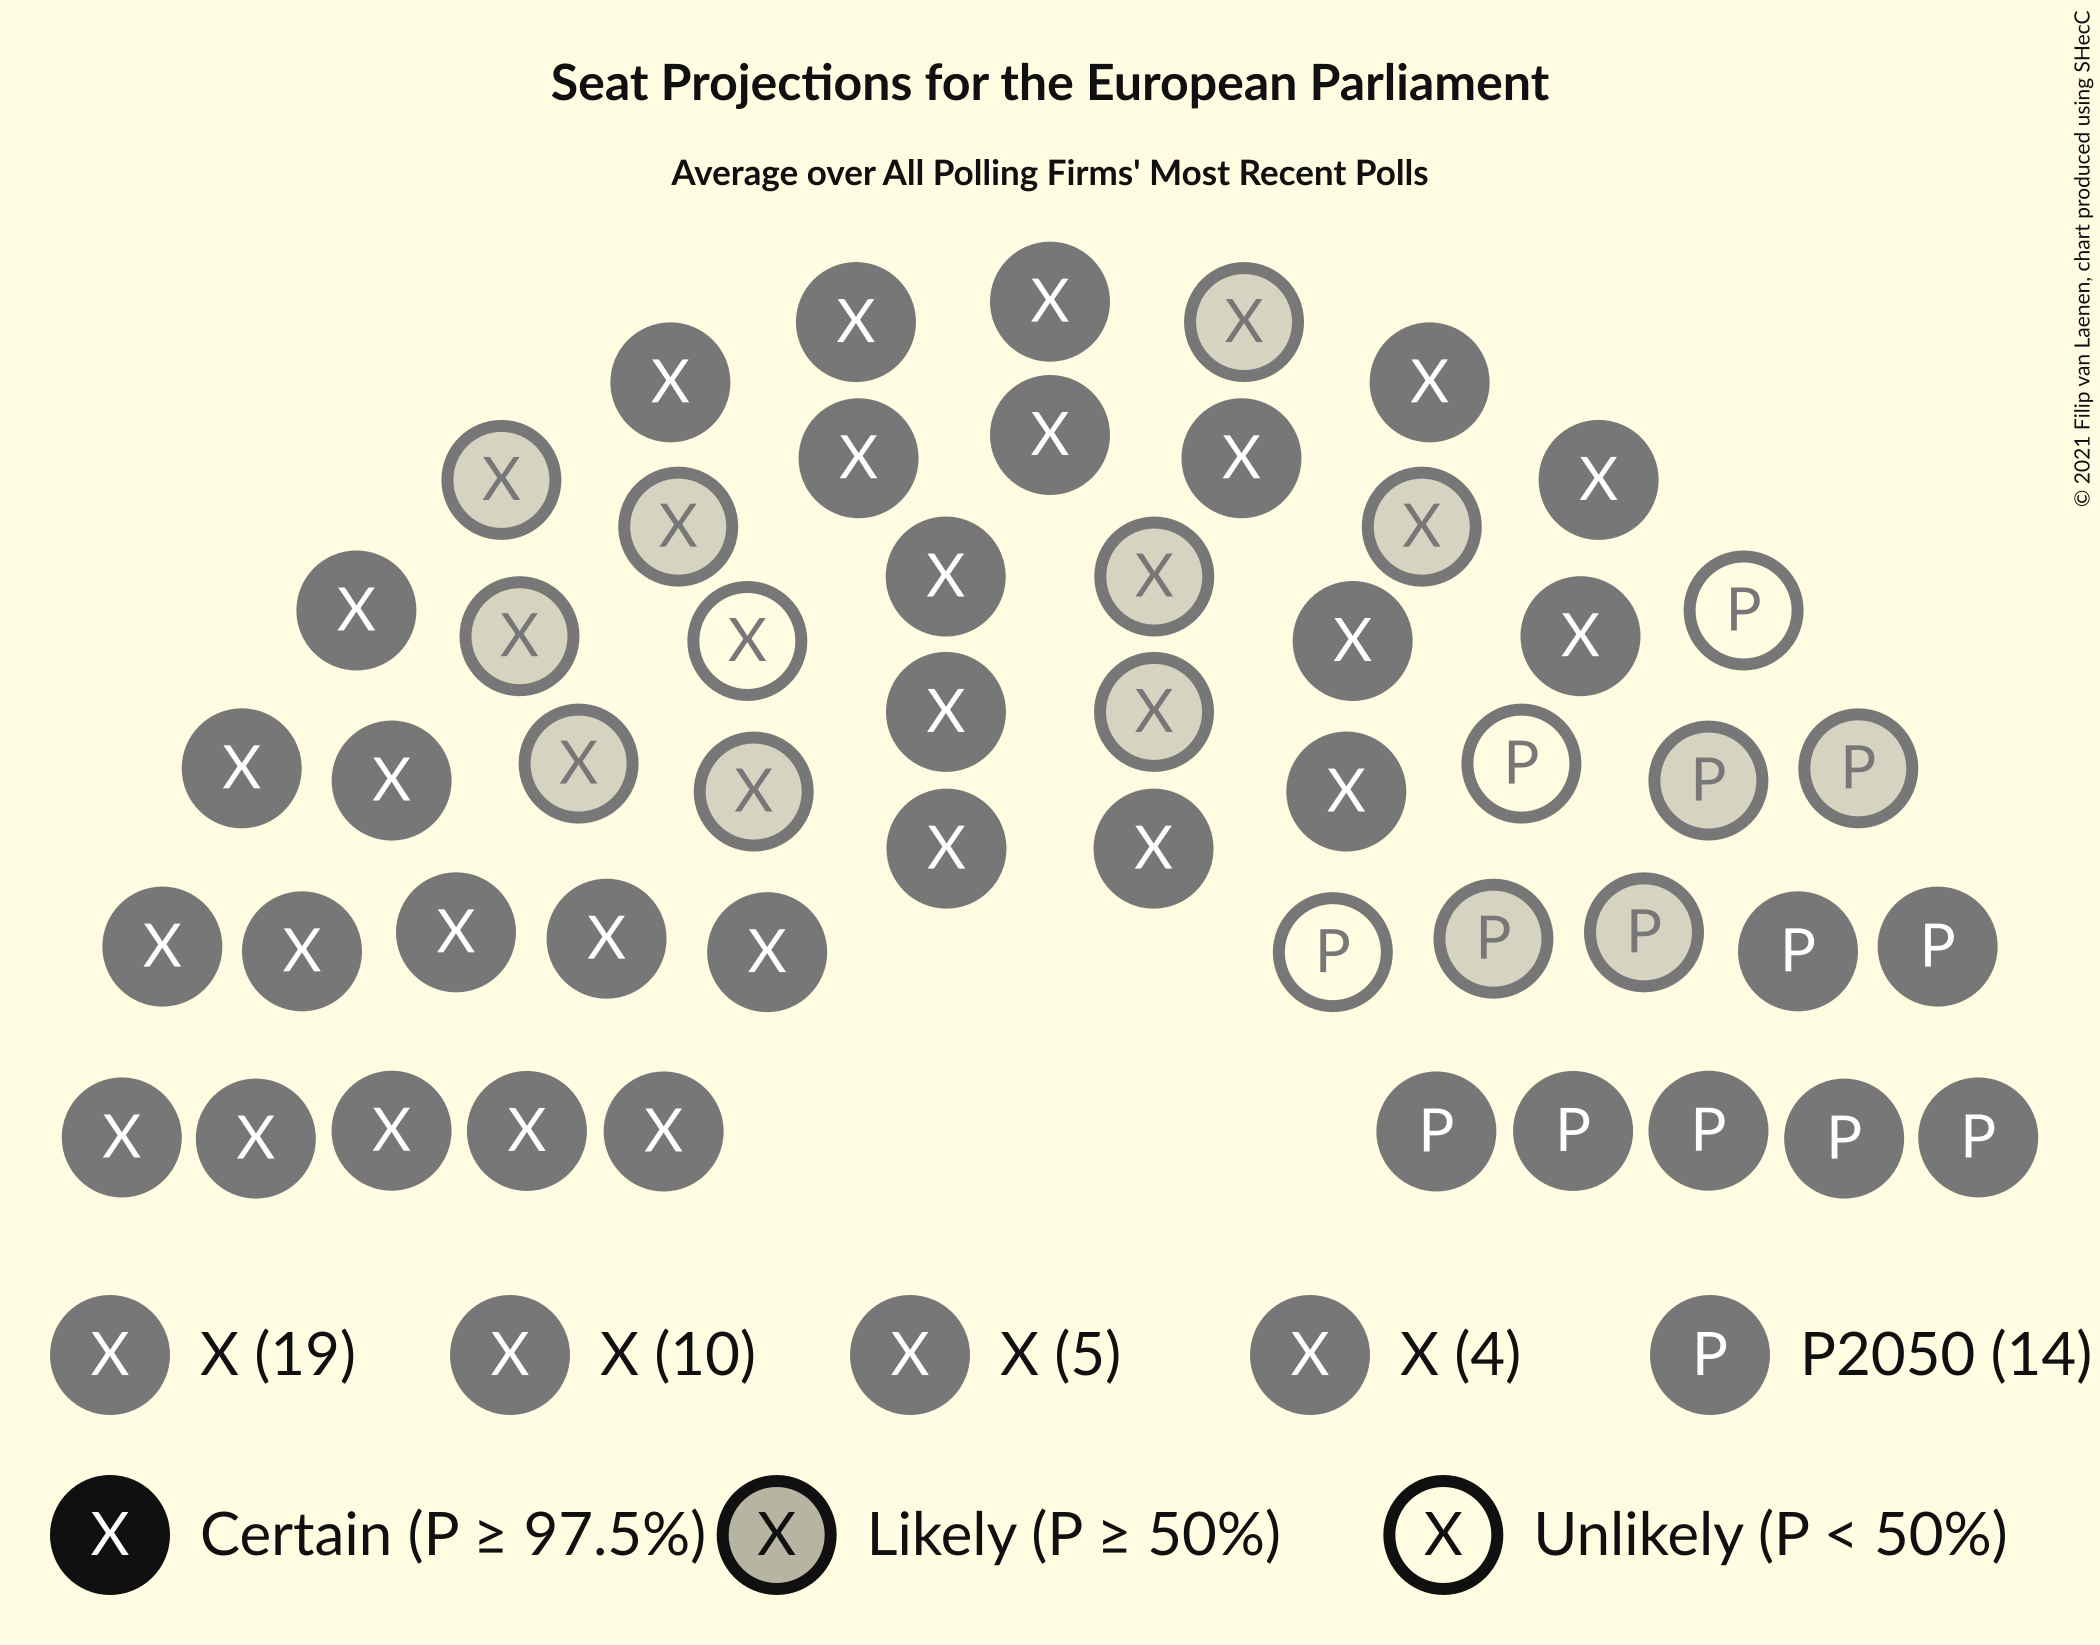 Seat Projections for the European Parliament
Average over All Polling Firms' Most Recent Polls
© 2021 Filip van Laenen, chart produced using SHecC
X X X
X X
X X X
X X
X X
X X X
X X P
X X X
X X
X P
X X X P P
X X X
X X
X X X P P P
X X X P P
X X P
X X X X X P P P P P
X X (19) X X (10) X X (5) X X (4) P P2050 (14)
X Certain (P ≥ 97.5%) X Likely (P ≥ 50%) X Unlikely (P < 50%)